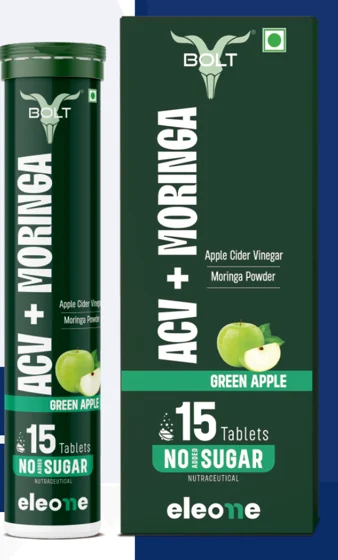 BOLT
ACV + MORINGA
Apple Cider Vinegar
Moringa Powder
GREEN APPLE
15 Tablets
NO ADDED SUGAR
NUTRACEUTICAL
eleone
BOLT
ACV + MORINGA
Apple Cider Vinegar
Moringa Powder
GREEN APPLE
15 Tablets
NO ADDED SUGAR
NUTRACEUTICAL
eleone